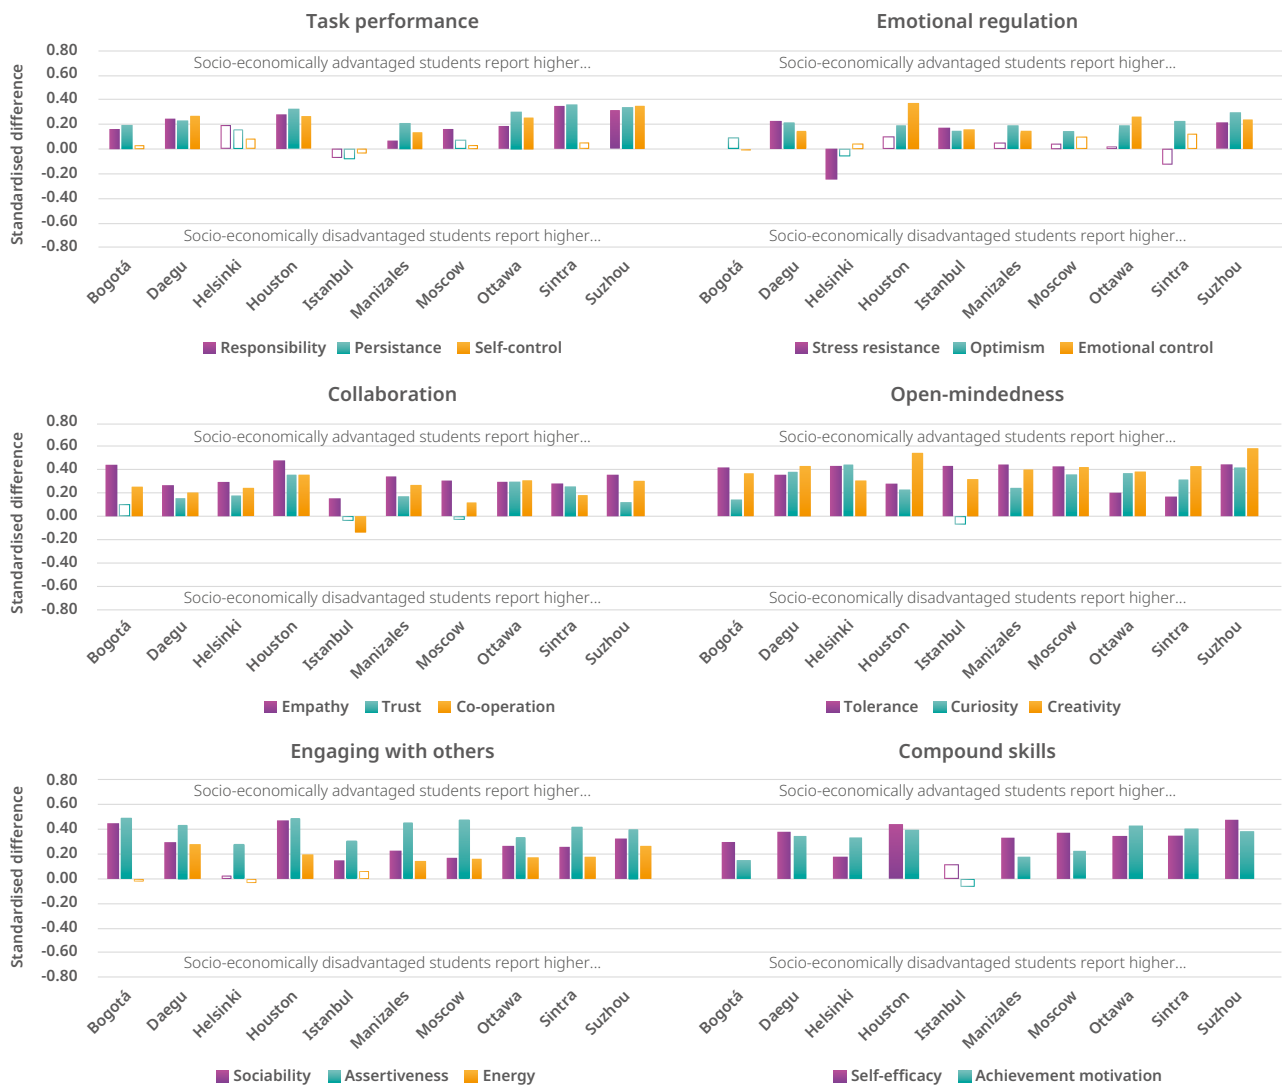 Task performance
Standardised difference
0.80
0.60
0.40
0.20
0.00
-0.20
-0.40
-0.60
-0.80
Socio-economically advantaged students report higher...
Socio-economically disadvantaged students report higher...
Bogotá
Daegu
Helsinki
Houston
Istanbul
Manizales
Moscow
Ottawa
Sintra
Suzhou
Responsibility Persistance Self-control
Emotional regulation
Socio-economically advantaged students report higher...
Socio-economically disadvantaged students report higher...
Bogotá
Daegu
Helsinki
Houston
Istanbul
Manizales
Moscow
Ottawa
Sintra
Suzhou
Stress resistance Optimism Emotional control
Collaboration
Standardised difference
0.80
0.60
0.40
0.20
0.00
-0.20
-0.40
-0.60
-0.80
Socio-economically advantaged students report higher...
Socio-economically disadvantaged students report higher...
Bogotá
Daegu
Helsinki
Houston
Istanbul
Manizales
Moscow
Ottawa
Sintra
Suzhou
Empathy Trust Co-operation
Open-mindedness
Socio-economically advantaged students report higher...
Socio-economically disadvantaged students report higher...
Bogotá
Daegu
Helsinki
Houston
Istanbul
Manizales
Moscow
Ottawa
Sintra
Suzhou
Tolerance Curiosity Creativity
Engaging with others
Standardised difference
0.80
0.60
0.40
0.20
0.00
-0.20
-0.40
-0.60
-0.80
Socio-economically advantaged students report higher...
Socio-economically disadvantaged students report higher...
Bogotá
Daegu
Helsinki
Houston
Istanbul
Manizales
Moscow
Ottawa
Sintra
Suzhou
Sociability Assertiveness Energy
Compound skills
Socio-economically advantaged students report higher...
Socio-economically disadvantaged students report higher...
Bogotá
Daegu
Helsinki
Houston
Istanbul
Manizales
Moscow
Ottawa
Sintra
Suzhou
Self-efficacy Achievement motivation